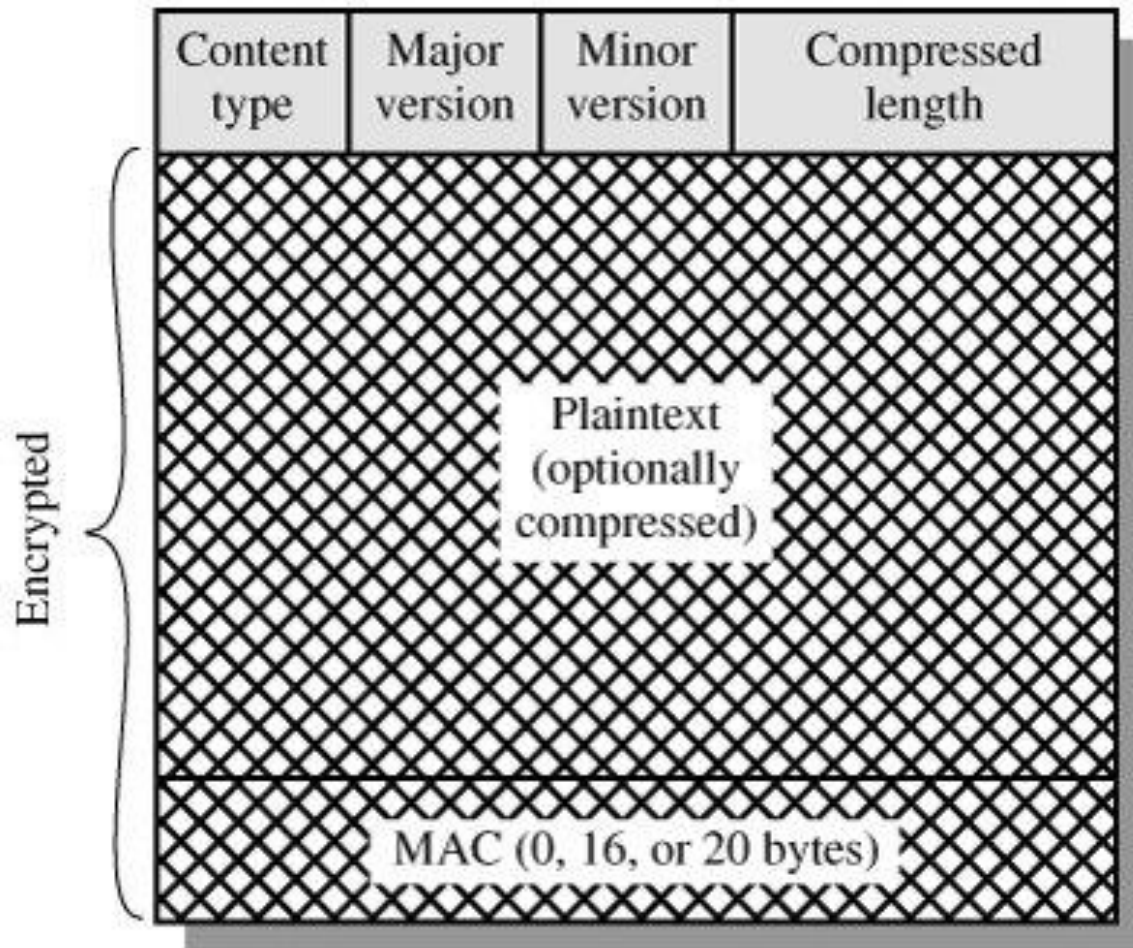 Content
type
Major
version
Minor
version
Compressed
length
Encrypted
Plaintext
(optionally
compressed)
MAC (0, 16, or 20 bytes)